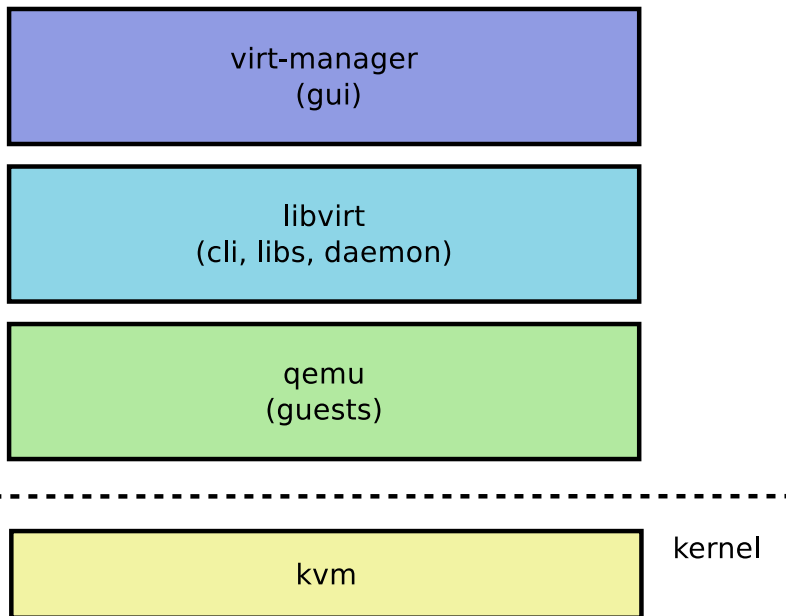 virt-manager
(gui)
libvirt
(cli, libs, daemon)
qemu
(guests)
kernel
kvm